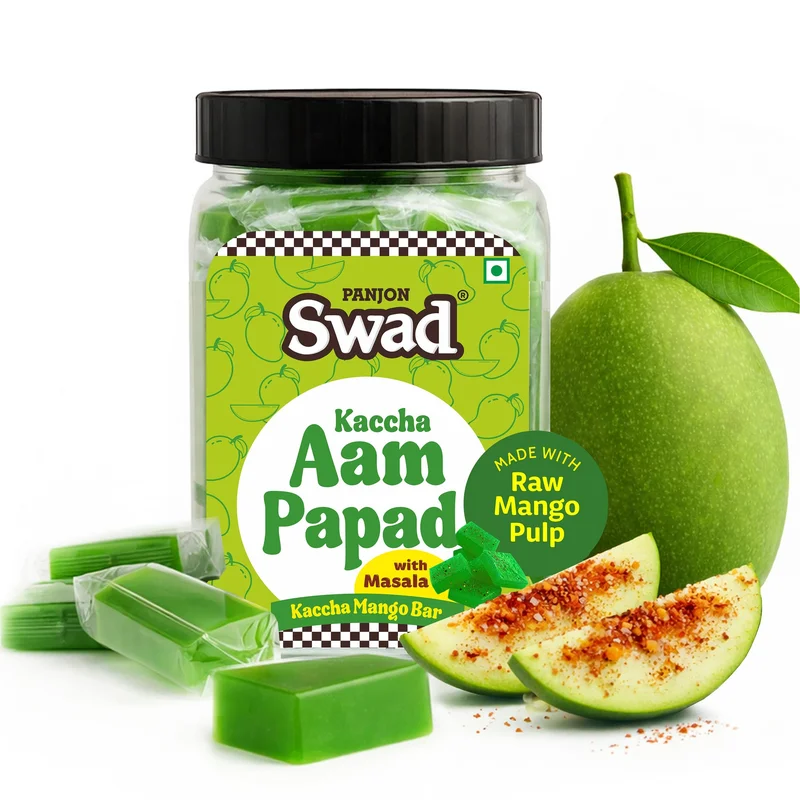 PANJON
Swad®
Kaccha
Aam
Papad
with
Masala
Kaccha Mango Bar
MADE WITH
Raw
Mango
Pulp